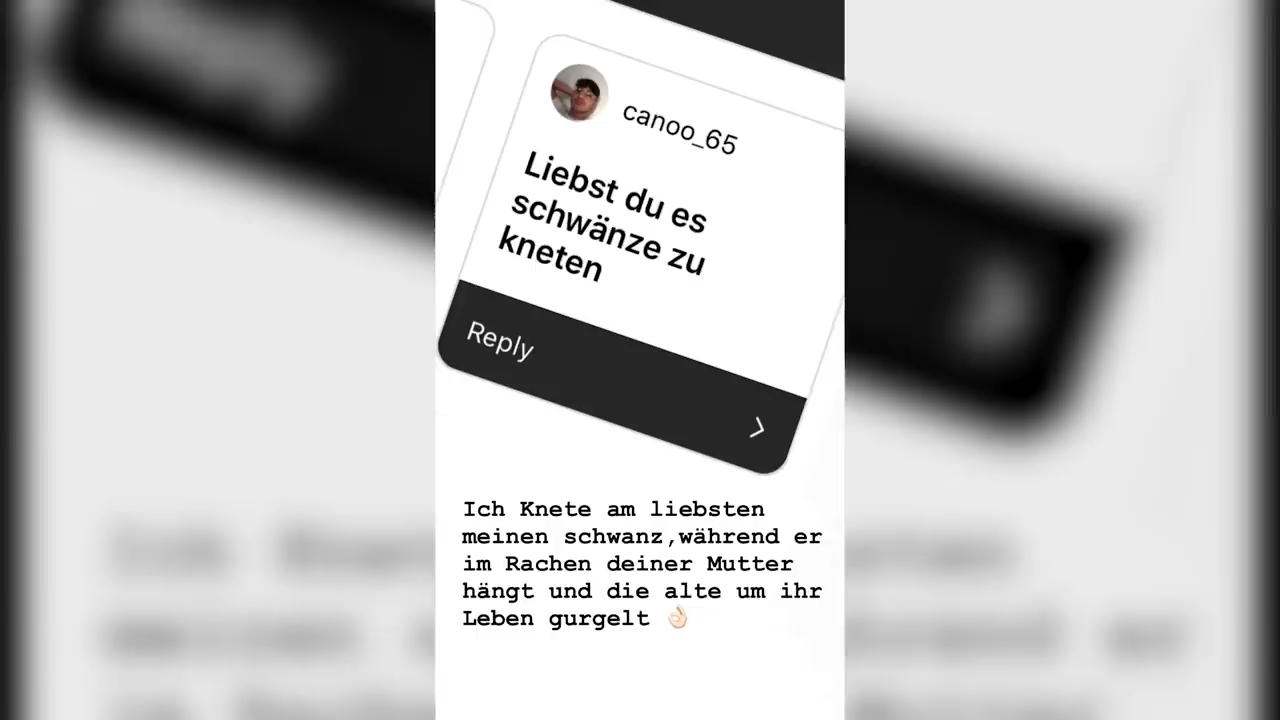 canoo_65
Liebst du es
schwänze zu
kneten
Reply
Ich Knete am liebsten
meinen schwanz,während er
im Rachen deiner Mutter
hängt und die alte um ihr
Leben gurgelt 👌🏻